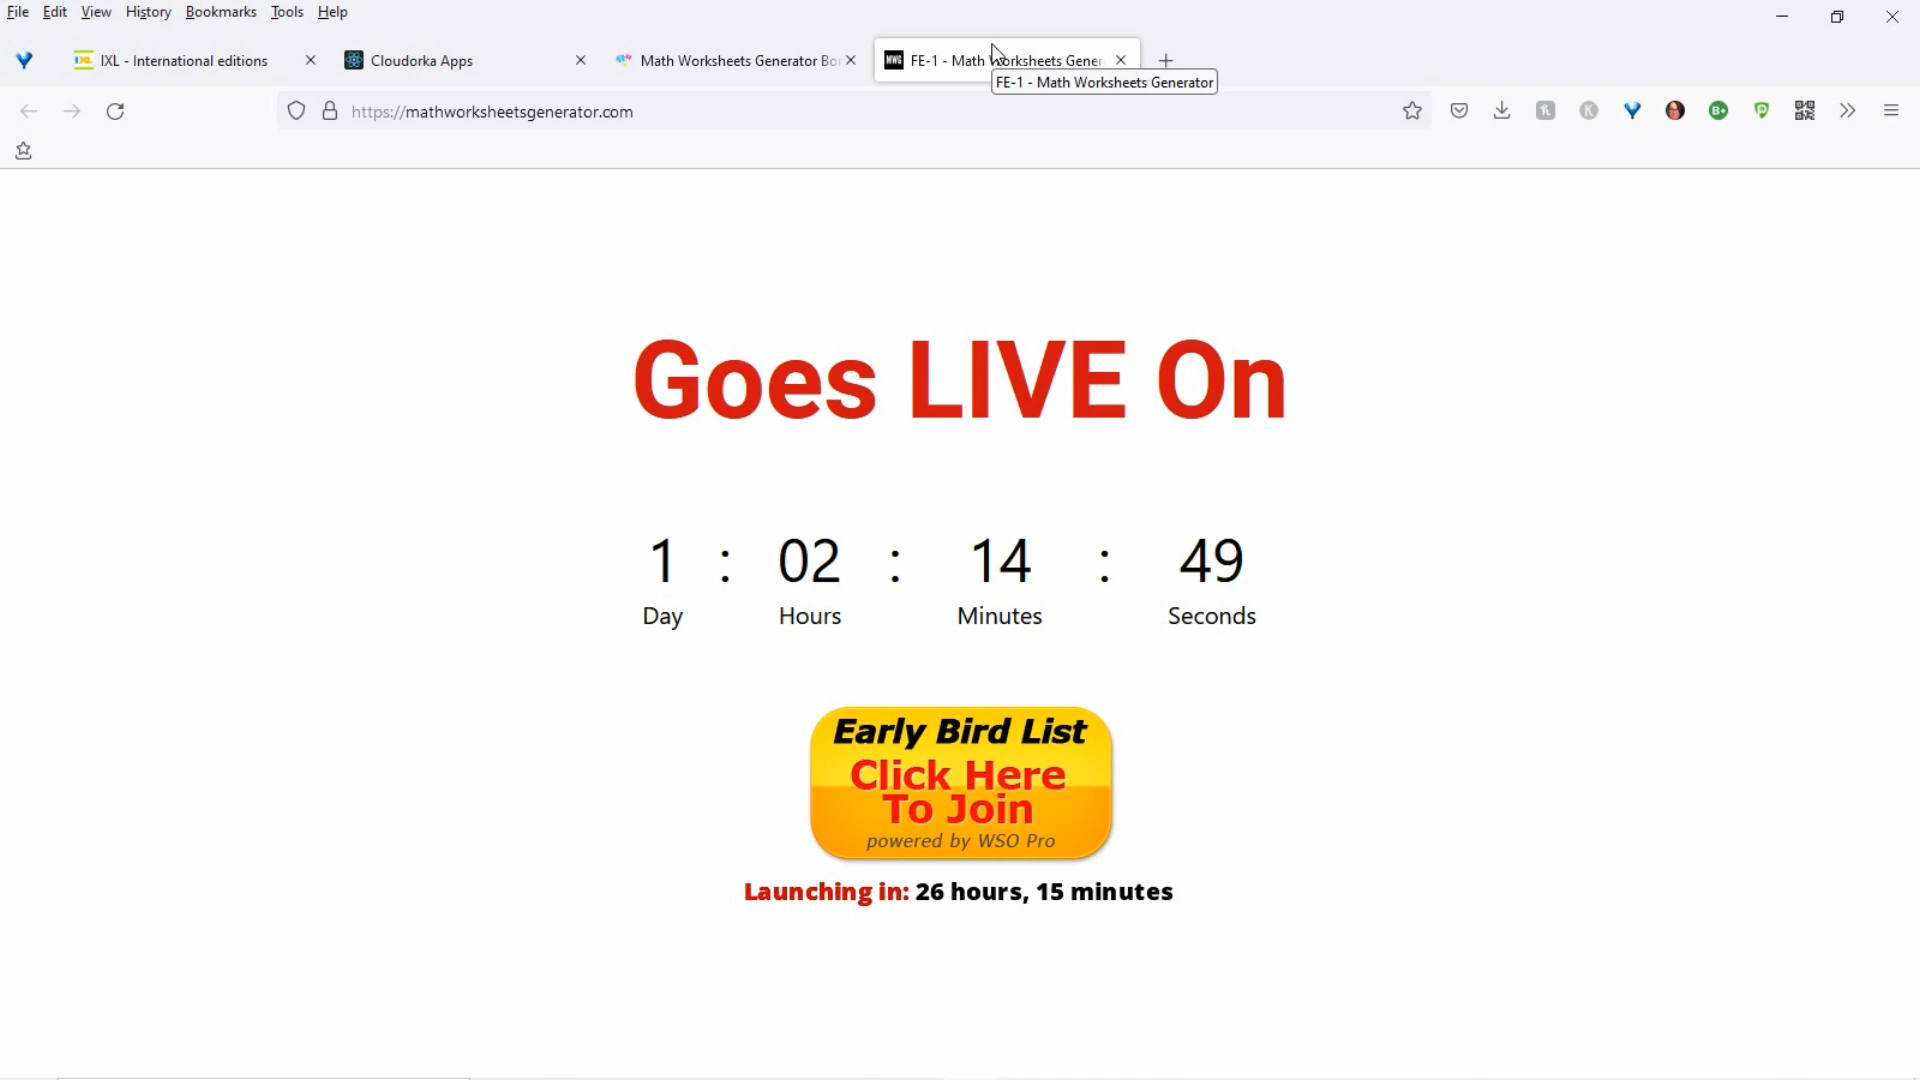 File Edit View History Bookmarks Tools Help
IXL - International editions
Cloudorka Apps
Math Worksheets Generator Bo
MWG FE-1 - Math Worksheets Gener
FE-1 - Math Worksheets Generator
https://mathworksheetsgenerator.com
Goes LIVE On
1 : 02 : 14 : 49
Day Hours Minutes Seconds
Early Bird List
Click Here
To Join
powered by WSO Pro
Launching in: 26 hours, 15 minutes